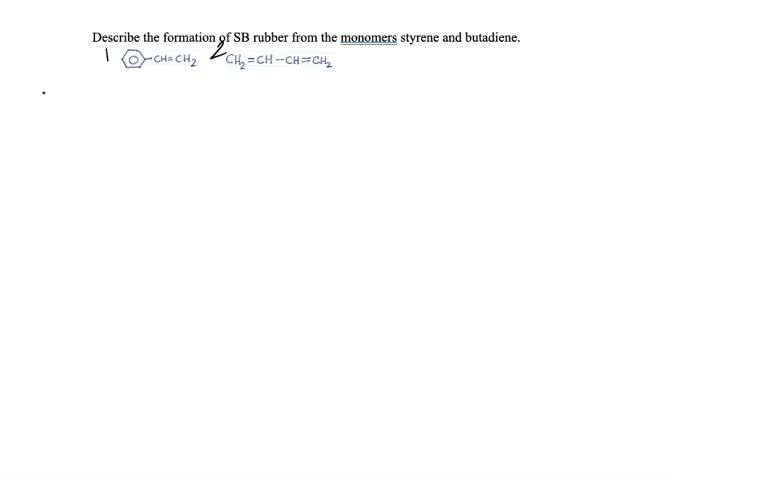 Describe the formation of SB rubber from the monomers styrene and butadiene.
1 -CH=CH2 2 CH2=CH-CH=CH2